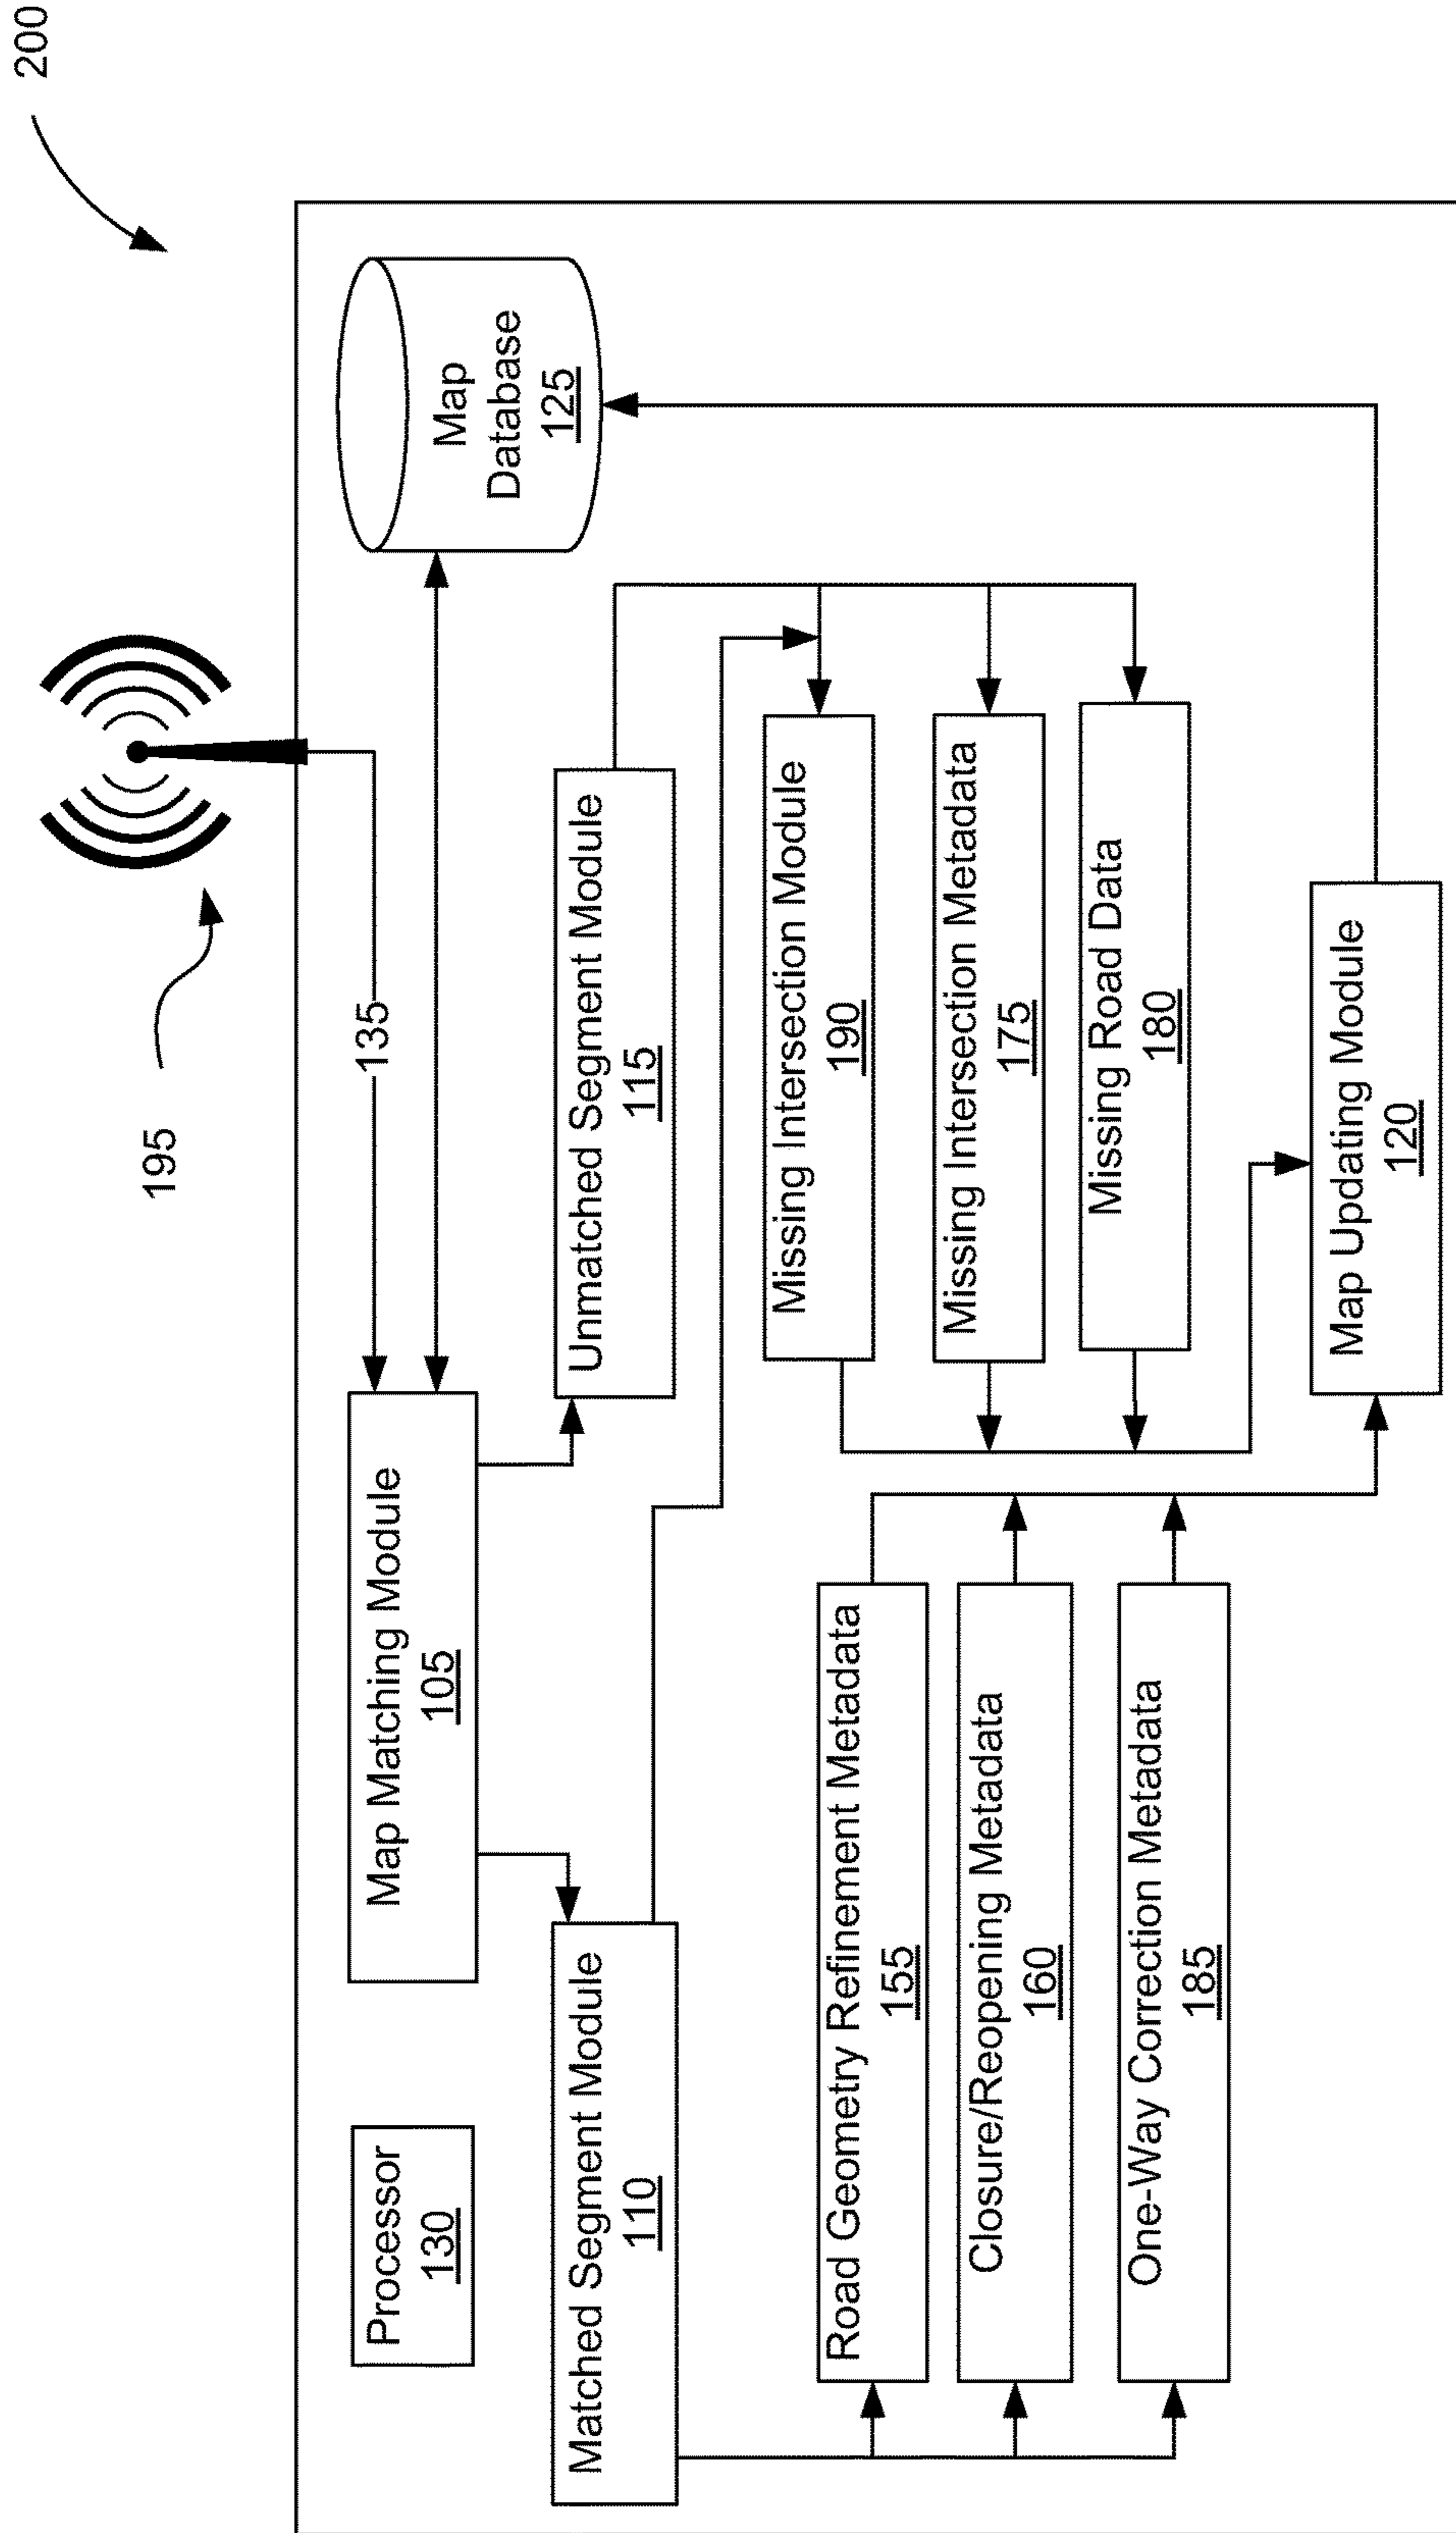 200
195
135
Processor
130
Map Matching Module
105
Map
Database
125
Matched Segment Module
110
Unmatched Segment Module
115
Road Geometry Refinement Metadata
155
Closure/Reopening Metadata
160
One-Way Correction Metadata
185
Missing Intersection Module
190
Missing Intersection Metadata
175
Missing Road Data
180
Map Updating Module
120